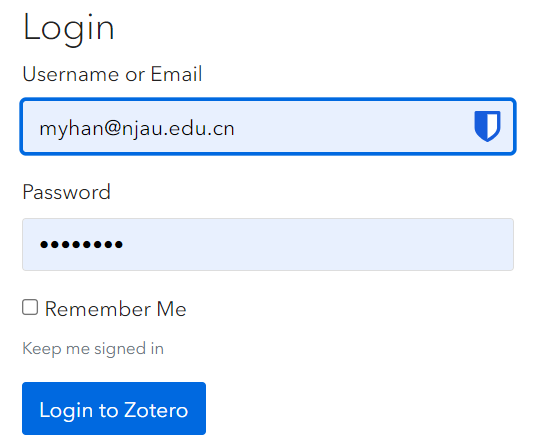 Login
Username or Email
myhan@njau.edu.cn
Password
••••••••
Remember Me
Keep me signed in
Login to Zotero